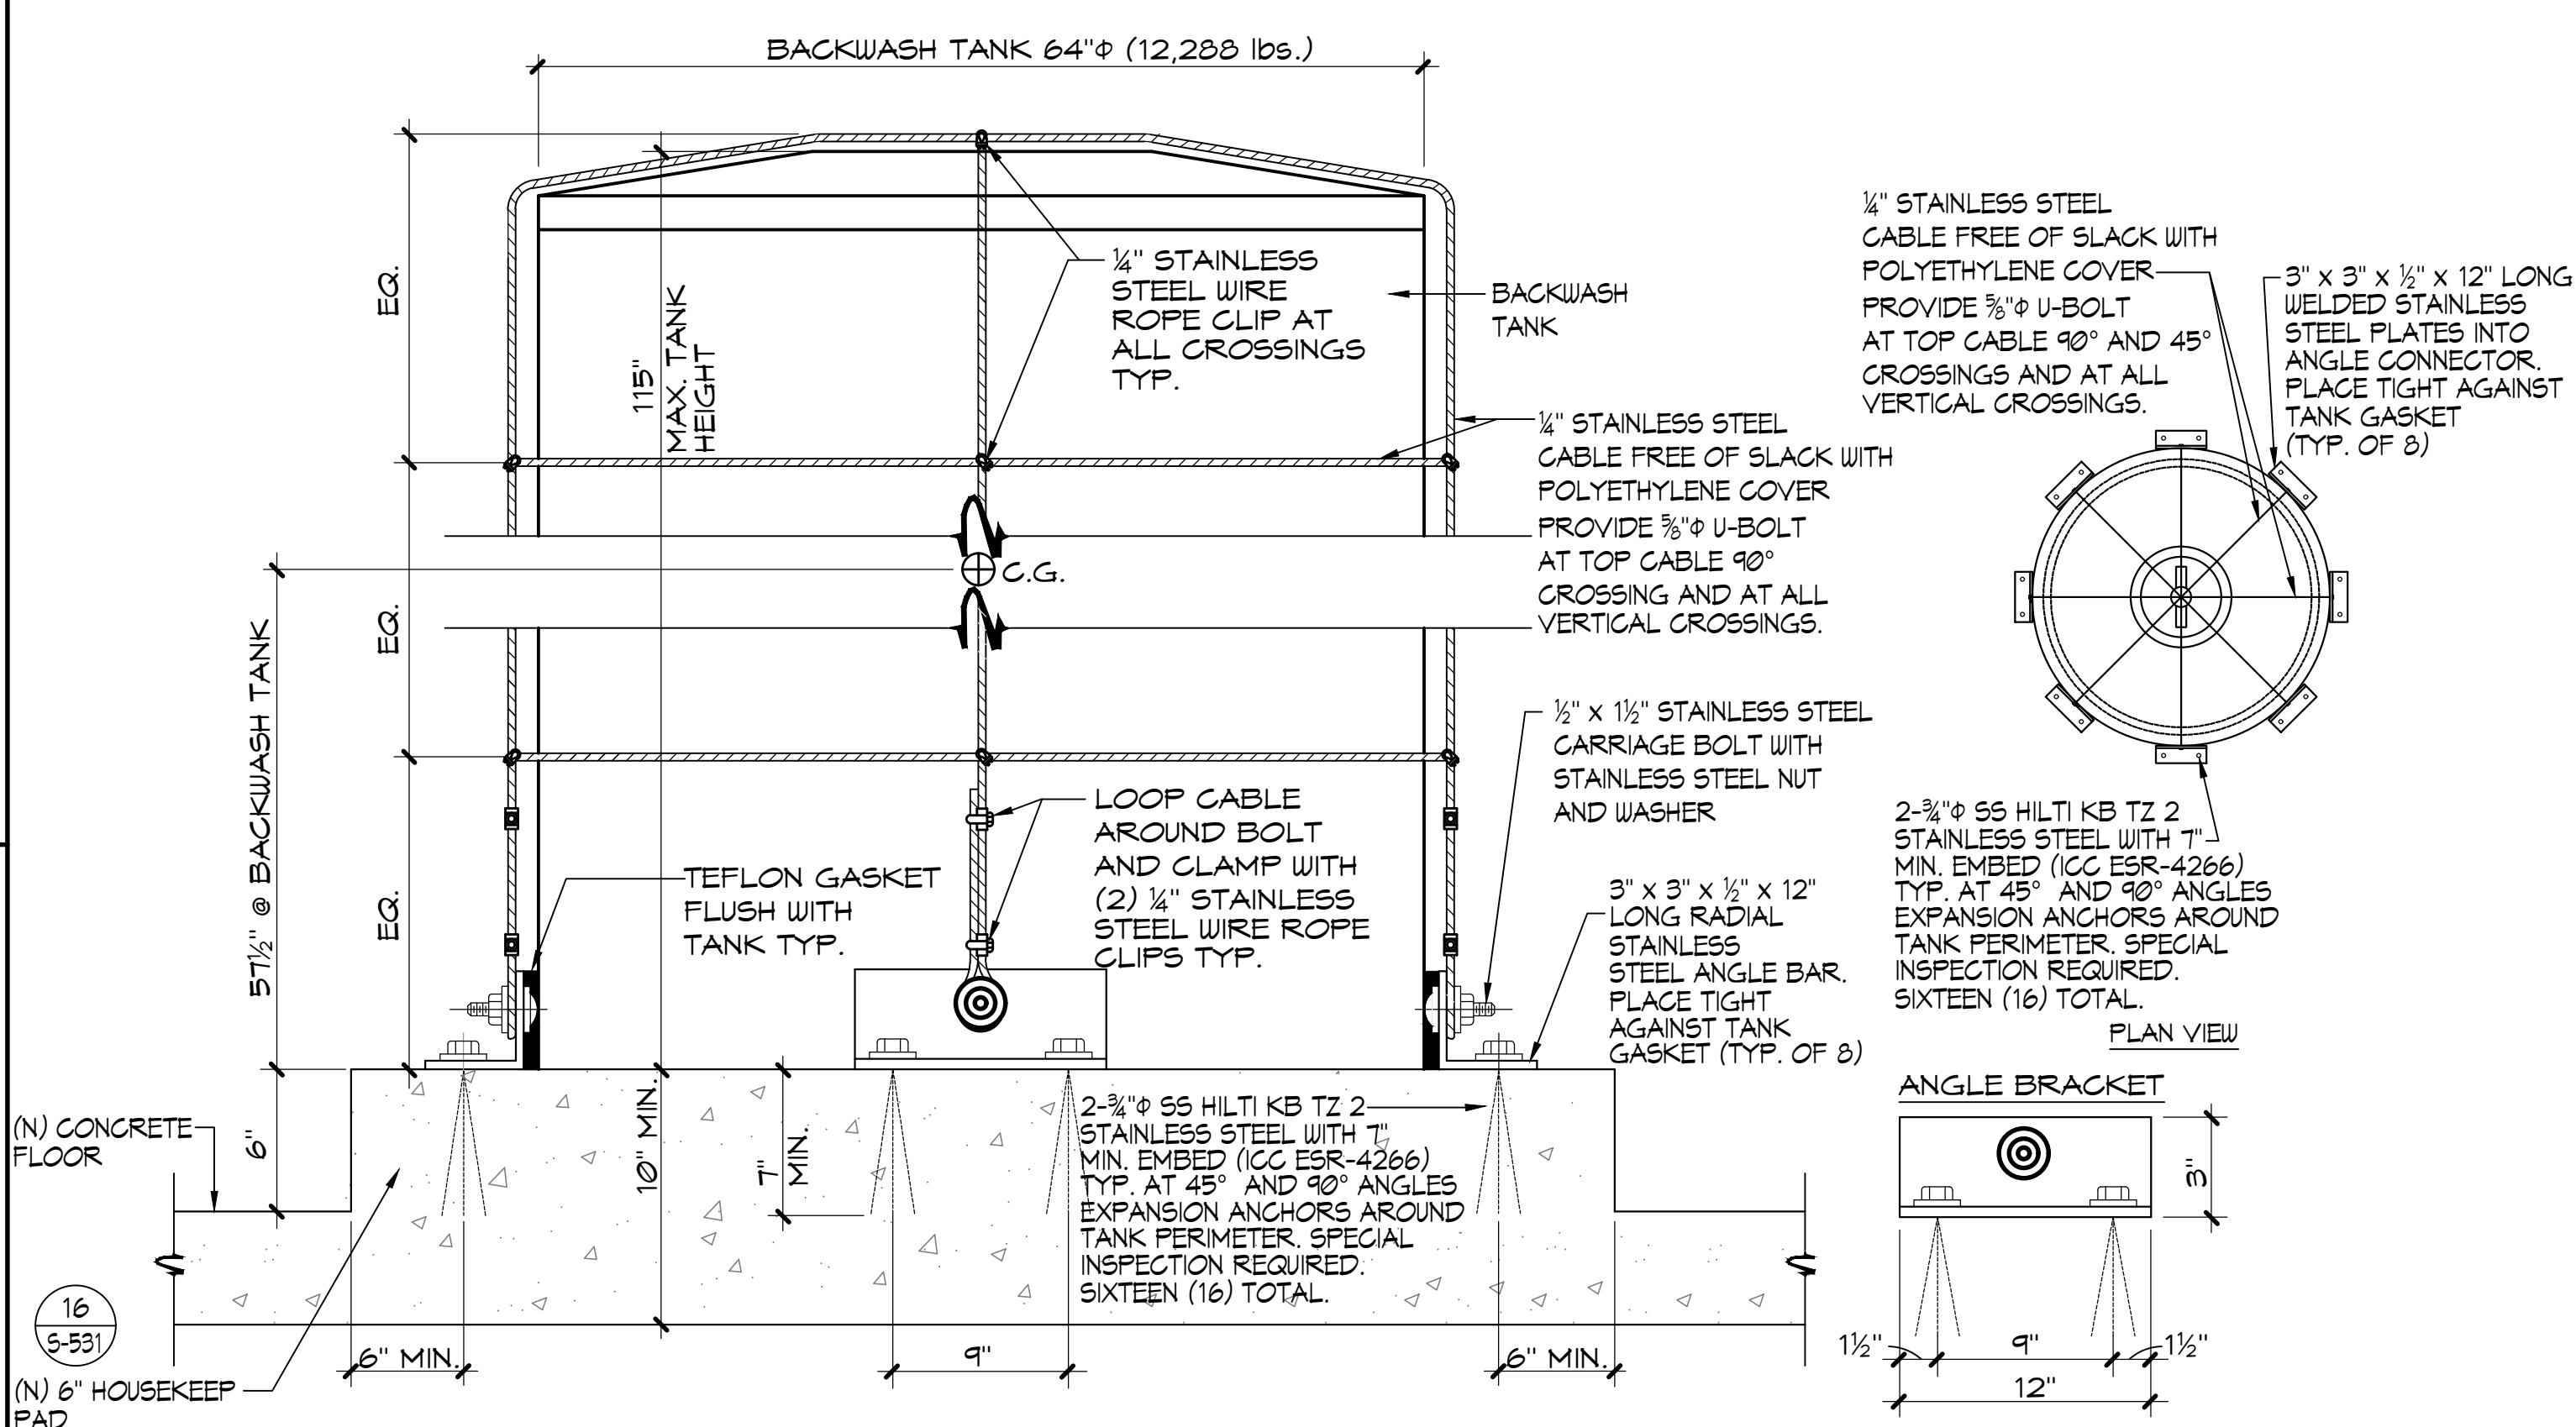 BACKWASH TANK 64"Φ (12,288 lbs.)
EQ.
EQ.
EQ.
115"
MAX. TANK
HEIGHT
57½" @ BACKWASH TANK
6"
¼" STAINLESS
STEEL WIRE
ROPE CLIP AT
ALL CROSSINGS
TYP.
BACKWASH
TANK
¼" STAINLESS STEEL
CABLE FREE OF SLACK WITH
POLYETHYLENE COVER
PROVIDE ⅝"Φ U-BOLT
AT TOP CABLE 90°
CROSSING AND AT ALL
VERTICAL CROSSINGS.
C.G.
½" x 1½" STAINLESS STEEL
CARRIAGE BOLT WITH
STAINLESS STEEL NUT
AND WASHER
LOOP CABLE
AROUND BOLT
AND CLAMP WITH
(2) ¼" STAINLESS
STEEL WIRE ROPE
CLIPS TYP.
TEFLON GASKET
FLUSH WITH
TANK TYP.
3" x 3" x ½" x 12"
LONG RADIAL
STAINLESS
STEEL ANGLE BAR.
PLACE TIGHT
AGAINST TANK
GASKET (TYP. OF 8)
(N) CONCRETE
FLOOR
10" MIN.
7"
MIN.
2-¾"Φ SS HILTI KB TZ 2
STAINLESS STEEL WITH 7"
MIN. EMBED (ICC ESR-4266)
TYP. AT 45° AND 90° ANGLES
EXPANSION ANCHORS AROUND
TANK PERIMETER. SPECIAL
INSPECTION REQUIRED.
SIXTEEN (16) TOTAL.
16
S-531
(N) 6" HOUSEKEEP
PAD
6" MIN.
9"
6" MIN.
¼" STAINLESS STEEL
CABLE FREE OF SLACK WITH
POLYETHYLENE COVER
PROVIDE ⅝"Φ U-BOLT
AT TOP CABLE 90° AND 45°
CROSSINGS AND AT ALL
VERTICAL CROSSINGS.
3" x 3" x ½" x 12" LONG
WELDED STAINLESS
STEEL PLATES INTO
ANGLE CONNECTOR.
PLACE TIGHT AGAINST
TANK GASKET
(TYP. OF 8)
2-¾"Φ SS HILTI KB TZ 2
STAINLESS STEEL WITH 7"
MIN. EMBED (ICC ESR-4266)
TYP. AT 45° AND 90° ANGLES
EXPANSION ANCHORS AROUND
TANK PERIMETER. SPECIAL
INSPECTION REQUIRED.
SIXTEEN (16) TOTAL.
PLAN VIEW
ANGLE BRACKET
3"
1½"
9"
1½"
12"